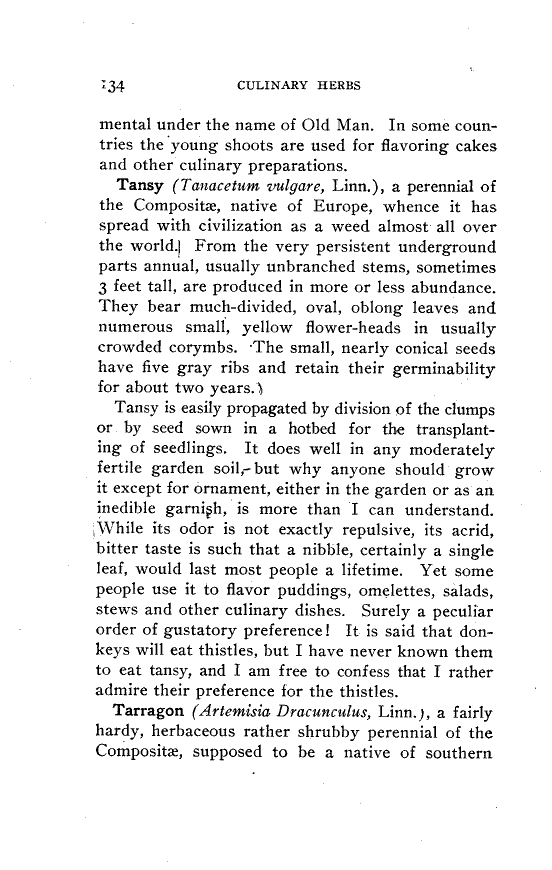 134 CULINARY HERBS
mental under the name of Old Man. In some coun-
tries the young shoots are used for flavoring cakes
and other culinary preparations.
Tansy (Tanacetum vulgare, Linn.), a perennial of
the Compositæ, native of Europe, whence it has
spread with civilization as a weed almost all over
the world. From the very persistent underground
parts annual, usually unbranched stems, sometimes
3 feet tall, are produced in more or less abundance.
They bear much-divided, oval, oblong leaves and
numerous small, yellow flower-heads in usually
crowded corymbs. The small, nearly conical seeds
have five gray ribs and retain their germinability
for about two years.
Tansy is easily propagated by division of the clumps
or by seed sown in a hotbed for the transplant-
ing of seedlings. It does well in any moderately
fertile garden soil, but why anyone should grow
it except for ornament, either in the garden or as an
inedible garnish, is more than I can understand.
While its odor is not exactly repulsive, its acrid,
bitter taste is such that a nibble, certainly a single
leaf, would last most people a lifetime. Yet some
people use it to flavor puddings, omelettes, salads,
stews and other culinary dishes. Surely a peculiar
order of gustatory preference! It is said that don-
keys will eat thistles, but I have never known them
to eat tansy, and I am free to confess that I rather
admire their preference for the thistles.
Tarragon (Artemisia Dracunculus, Linn.), a fairly
hardy, herbaceous rather shrubby perennial of the
Compositæ, supposed to be a native of southern